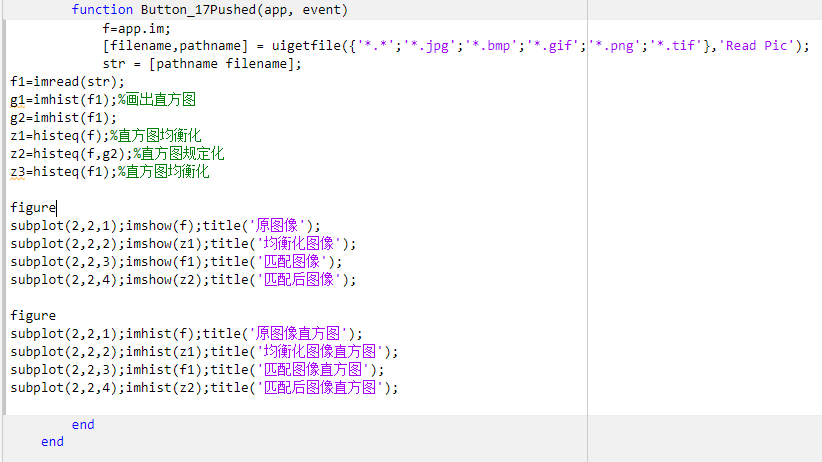 function Button_17Pushed(app, event)
f=app.im;
[filename,pathname] = uigetfile({'*.*';'*.jpg';'*.bmp';'*.gif';'*.png';'*.tif'},'Read Pic');
str = [pathname filename];
f1=imread(str);
g1=imhist(f1);%画出直方图
g2=imhist(f1);
z1=histeq(f);%直方图均衡化
z2=histeq(f,g2);%直方图规定化
z3=histeq(f1);%直方图均衡化
figure
subplot(2,2,1);imshow(f);title('原图像');
subplot(2,2,2);imshow(z1);title('均衡化图像');
subplot(2,2,3);imshow(f1);title('匹配图像');
subplot(2,2,4);imshow(z2);title('匹配后图像');
figure
subplot(2,2,1);imhist(f);title('原图像直方图');
subplot(2,2,2);imhist(z1);title('均衡化图像直方图');
subplot(2,2,3);imhist(f1);title('匹配图像直方图');
subplot(2,2,4);imhist(z2);title('匹配后图像直方图');
end
end